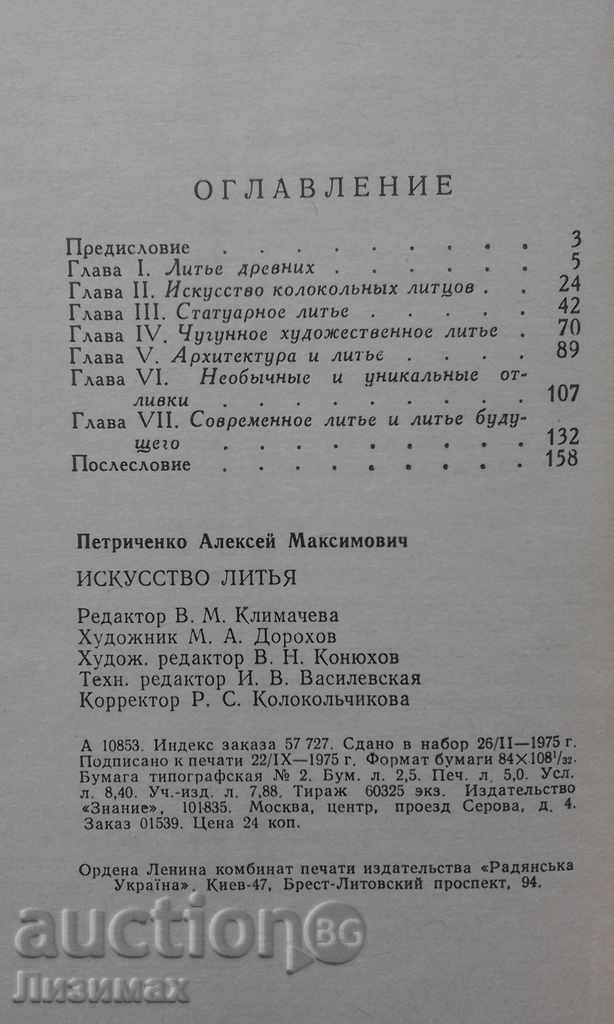 ОГЛАВЛЕНИЕ
Предисловие . . . . . . . . . 3
Глава I. Литье древних . . . . . . 5
Глава II. Искусство колокольных литцов . . 24
Глава III. Статуарное литье . . . . . 42
Глава IV. Чугунное художественное литье . 70
Глава V. Архитектура и литье . . . . 89
Глава VI. Необычные и уникальные от-
ливки . . . . . . . . . 107
Глава VII. Современное литье и литье буду-
щего . . . . . . . . . 132
Послесловие . . . . . . . . . 158
Петриченко Алексей Максимович
ИСКУССТВО ЛИТЬЯ
Редактор В. М. Климачева
Художник М. А. Дорохов
Худож. редактор В. Н. Конюхов
Техн. редактор И. В. Василевская
Корректор Р. С. Колокольчикова
А 10853. Индекс заказа 57 727. Сдано в набор 26/II—1975 г.
Подписано к печати 22/IX—1975 г. Формат бумаги 84X108¹/₃₂.
Бумага типографская № 2. Бум. л. 2,5. Печ. л. 5,0. Усл.
л. 8,40. Уч.-изд. л. 7,88. Тираж 60325 экз. Издательство
«Знание», 101835. Москва, центр, проезд Серова, д. 4.
Заказ 01539. Цена 24 коп.
Ордена Ленина комбинат печати издательства «Радянська
Україна». Киев-47, Брест-Литовский проспект, 94.
auction BG
Лизимах